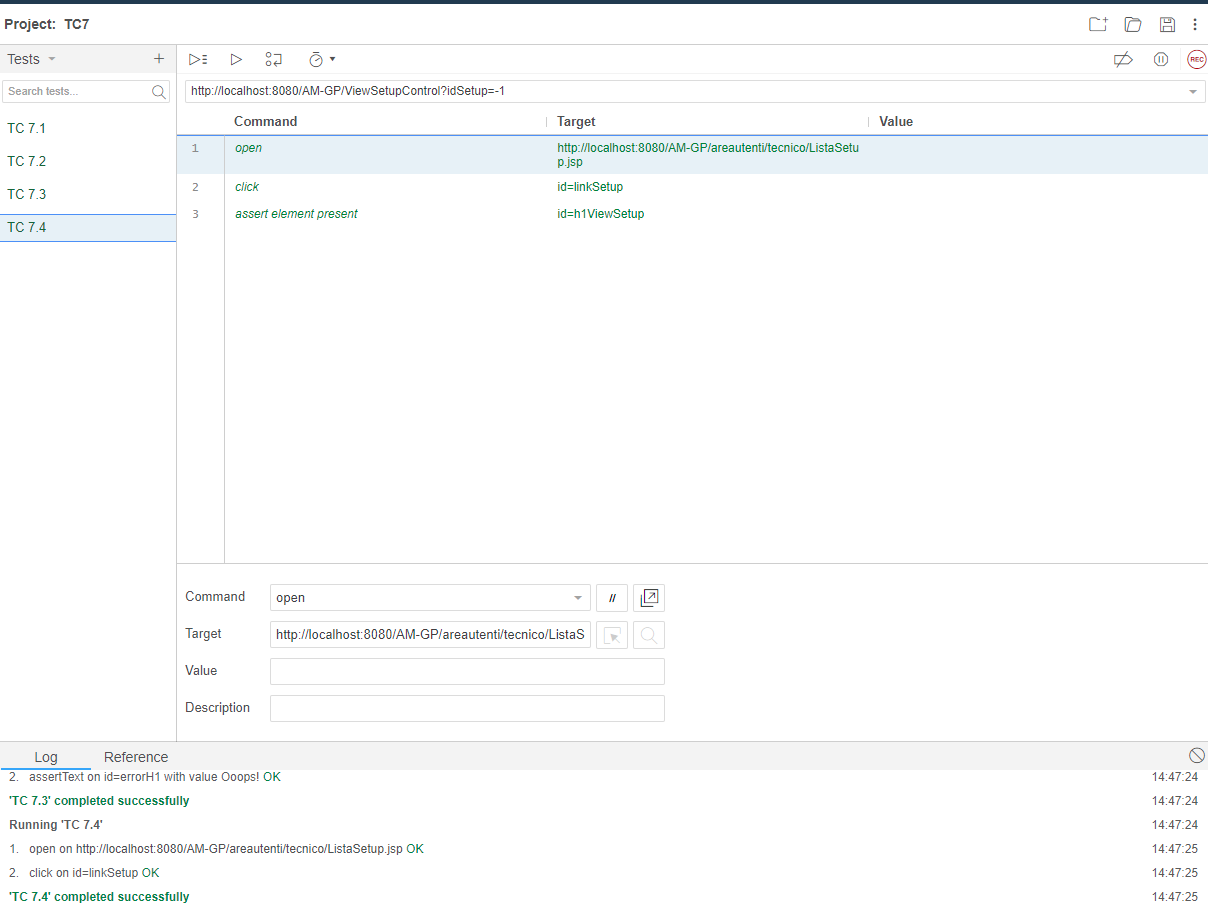 Project: TC7
Tests
Search tests...
TC 7.1
TC 7.2
TC 7.3
TC 7.4
REC
http://localhost:8080/AM-GP/ViewSetupControl?idSetup=-1
Command Target Value
1 open http://localhost:8080/AM-GP/areautenti/tecnico/ListaSetu
p.jsp
2 click id=linkSetup
3 assert element present id=h1ViewSetup
Command open //
Target http://localhost:8080/AM-GP/areautenti/tecnico/ListaS
Value
Description
Log Reference
2. assertText on id=errorH1 with value Ooops! OK 14:47:24
'TC 7.3' completed successfully 14:47:24
Running 'TC 7.4' 14:47:24
1. open on http://localhost:8080/AM-GP/areautenti/tecnico/ListaSetup.jsp OK 14:47:25
2. click on id=linkSetup OK 14:47:25
'TC 7.4' completed successfully 14:47:25